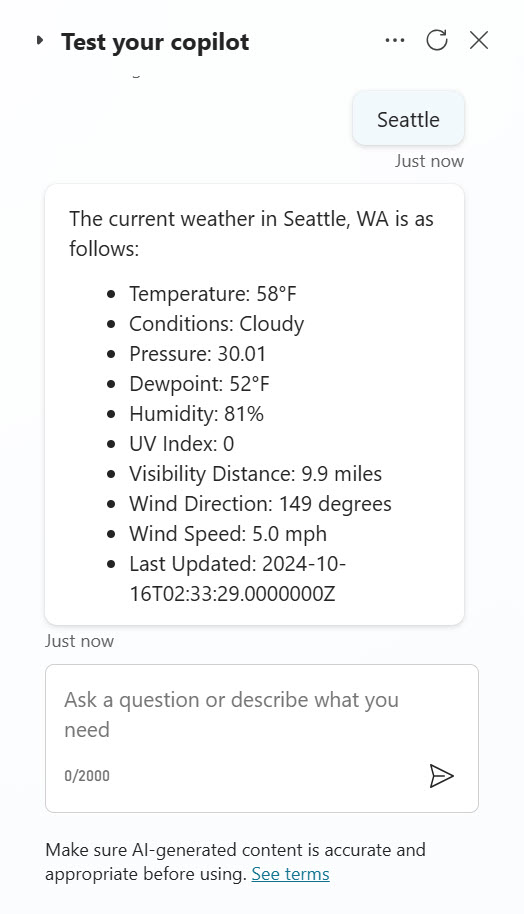 Test your copilot
Seattle
Just now
The current weather in Seattle, WA is as
follows:
• Temperature: 58°F
• Conditions: Cloudy
• Pressure: 30.01
• Dewpoint: 52°F
• Humidity: 81%
• UV Index: 0
• Visibility Distance: 9.9 miles
• Wind Direction: 149 degrees
• Wind Speed: 5.0 mph
• Last Updated: 2024-10-
16T02:33:29.0000000Z
Just now
Ask a question or describe what you
need
0/2000
Make sure AI-generated content is accurate and
appropriate before using. See terms